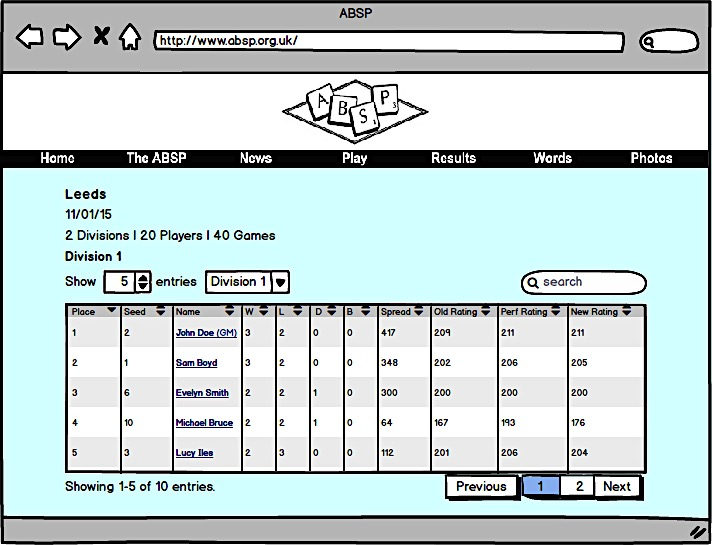 ABSP
http://www.absp.org.uk/
A B S P
1 3
Home The ABSP News Play Results Words Photos
Leeds
11/01/15
2 Divisions I 20 Players I 40 Games
Division 1
Show 5 entries Division 1 search
Place Seed Name W L D B Spread Old Rating Perf Rating New Rating
1 2 John Doe (GM) 3 2 0 0 417 209 211 211
2 1 Sam Boyd 3 2 0 0 348 202 206 205
3 6 Evelyn Smith 2 2 1 0 300 200 200 200
4 10 Michael Bruce 2 2 1 0 64 167 193 176
5 3 Lucy Iles 2 3 0 0 112 201 206 204
Showing 1-5 of 10 entries. Previous 1 2 Next